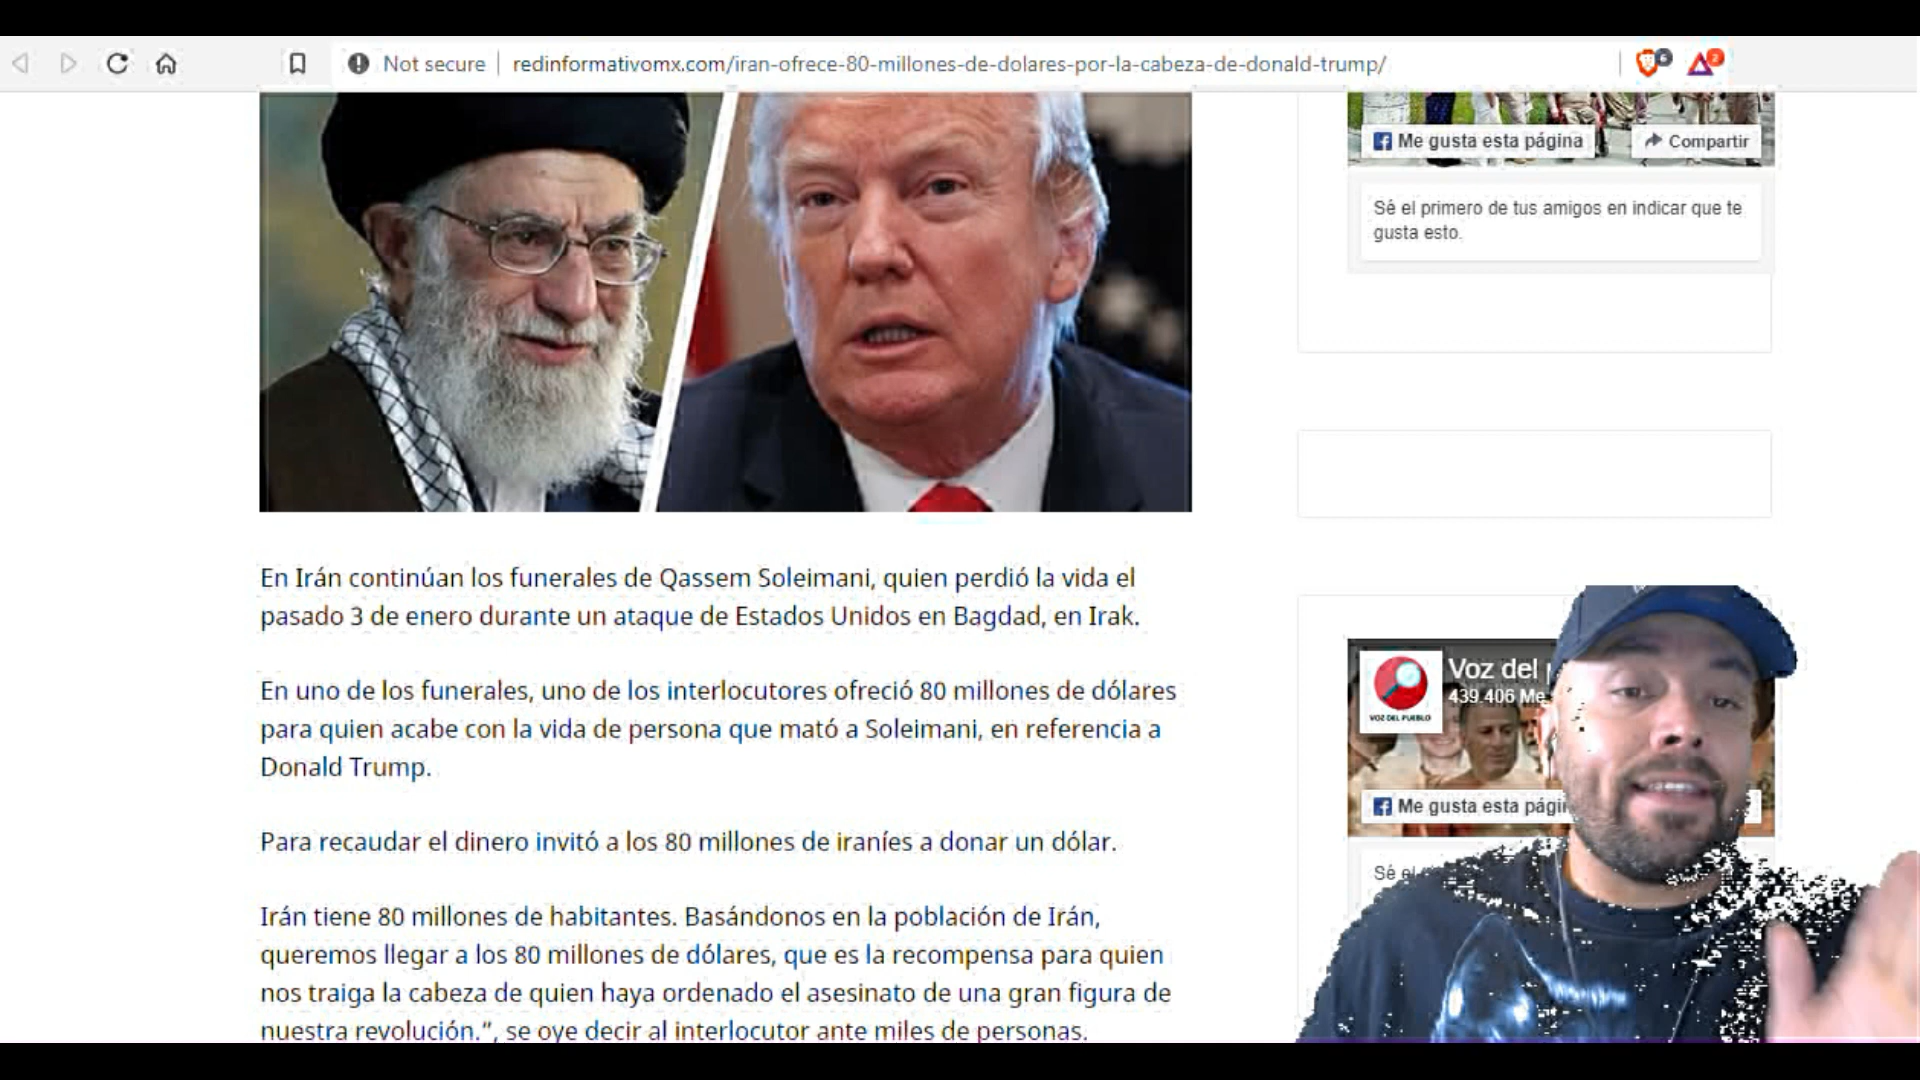 Not secure
redinformativomx.com/iran-ofrece-80-millones-de-dolares-por-la-cabeza-de-donald-trump/
6
2
Me gusta esta página
Compartir
Sé el primero de tus amigos en indicar que te
gusta esto.
En Irán continúan los funerales de Qassem Soleimani, quien perdió la vida el
pasado 3 de enero durante un ataque de Estados Unidos en Bagdad, en Irak.
En uno de los funerales, uno de los interlocutores ofreció 80 millones de dólares
para quien acabe con la vida de persona que mató a Soleimani, en referencia a
Donald Trump.
Para recaudar el dinero invitó a los 80 millones de iraníes a donar un dólar.
Irán tiene 80 millones de habitantes. Basándonos en la población de Irán,
queremos llegar a los 80 millones de dólares, que es la recompensa para quien
nos traiga la cabeza de quien haya ordenado el asesinato de una gran figura de
nuestra revolución.”, se oye decir al interlocutor ante miles de personas.
Voz del
439.406 Me
VOZ DEL PUEBLO
Me gusta esta pági
Sé el